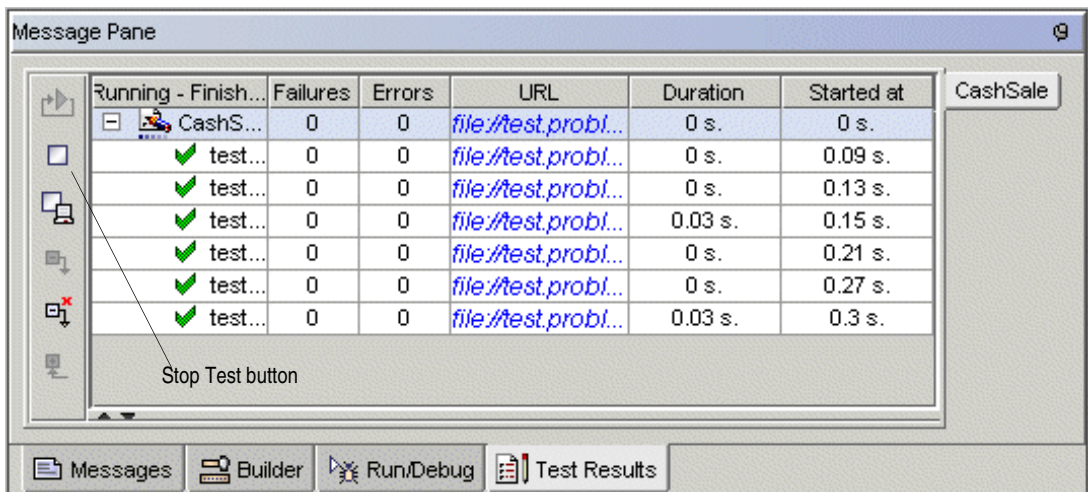 Message Pane
Running - Finish... Failures Errors URL Duration Started at CashSale
CashS... 0 0 file://test.probl... 0 s. 0 s.
test... 0 0 file://test.probl... 0 s. 0.09 s.
test... 0 0 file://test.probl... 0 s. 0.13 s.
test... 0 0 file://test.probl... 0.03 s. 0.15 s.
test... 0 0 file://test.probl... 0 s. 0.21 s.
test... 0 0 file://test.probl... 0 s. 0.27 s.
test... 0 0 file://test.probl... 0.03 s. 0.3 s.
Stop Test button
Messages Builder Run/Debug Test Results